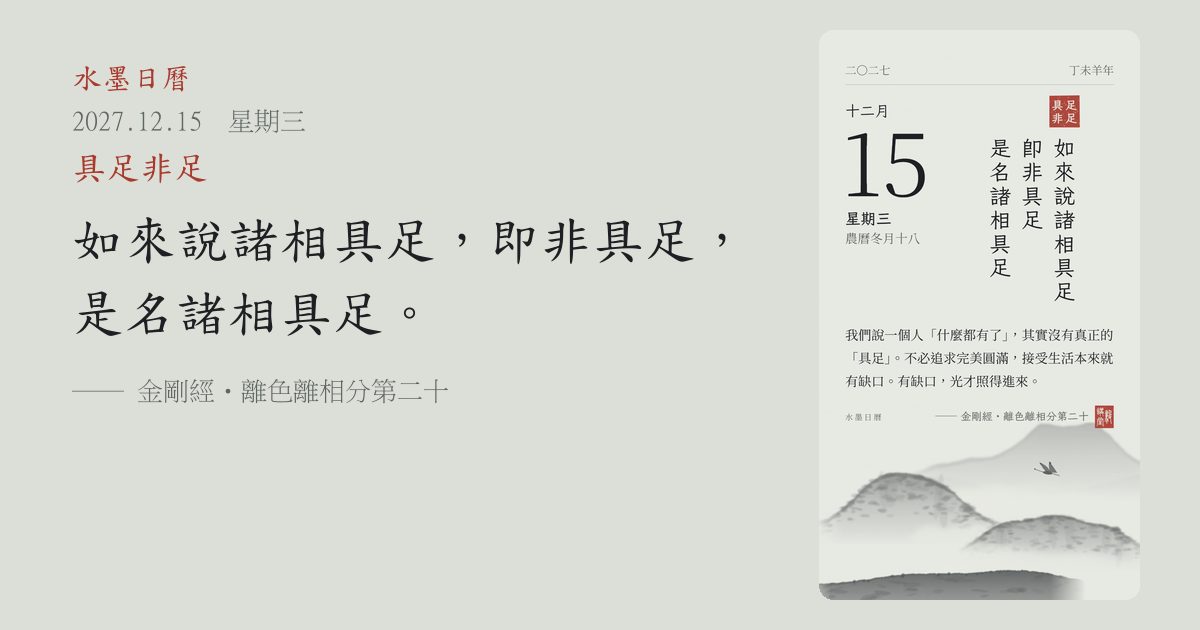 水墨日曆
2027.12.15 星期三
具足非足
如來說諸相具足，即非具足，
是名諸相具足。
—— 金剛經・離色離相分第二十
二〇二七
丁未羊年
十二月
15
星期三
農曆冬月十八
具足
非足
如來說諸相具足
即非具足
是名諸相具足
我們說一個人「什麼都有了」，其實沒有真正的
「具足」。不必追求完美圓滿，接受生活本來就
有缺口。有缺口，光才照得進來。
水墨日曆
—— 金剛經・離色離相分第二十